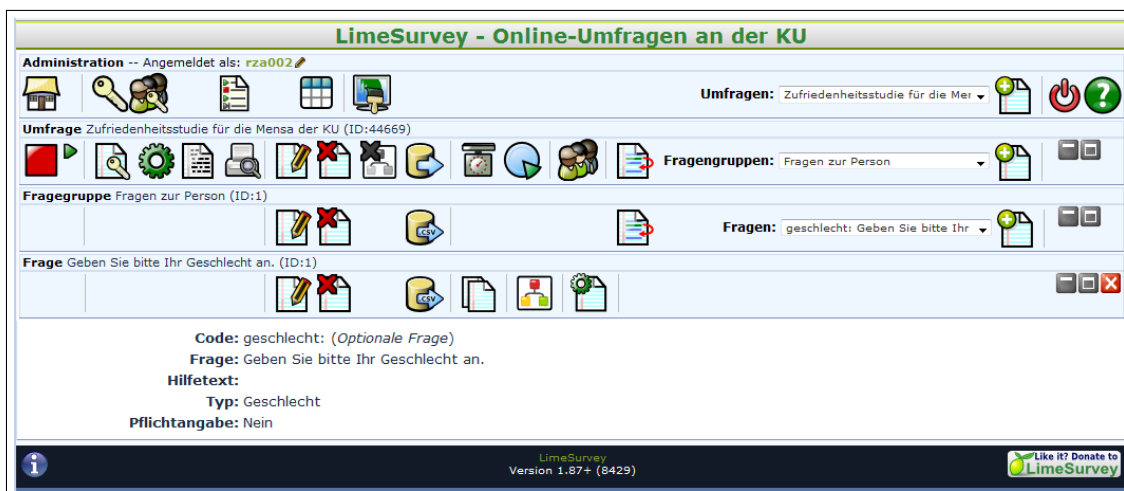 LimeSurvey - Online-Umfragen an der KU
Administration -- Angemeldet als: rza002
Umfragen: Zufriedenheitsstudie für die Mer
Umfrage Zufriedenheitsstudie für die Mensa der KU (ID:44669)
Fragengruppen: Fragen zur Person
Fragegruppe Fragen zur Person (ID:1)
CSV
Fragen: geschlecht: Geben Sie bitte Ihr
Frage Geben Sie bitte Ihr Geschlecht an. (ID:1)
CSV
Code: geschlecht: (Optionale Frage)
Frage: Geben Sie bitte Ihr Geschlecht an.
Hilfetext:
Typ: Geschlecht
Pflichtangabe: Nein
LimeSurvey
Version 1.87+ (8429)
Like it? Donate to
LimeSurvey